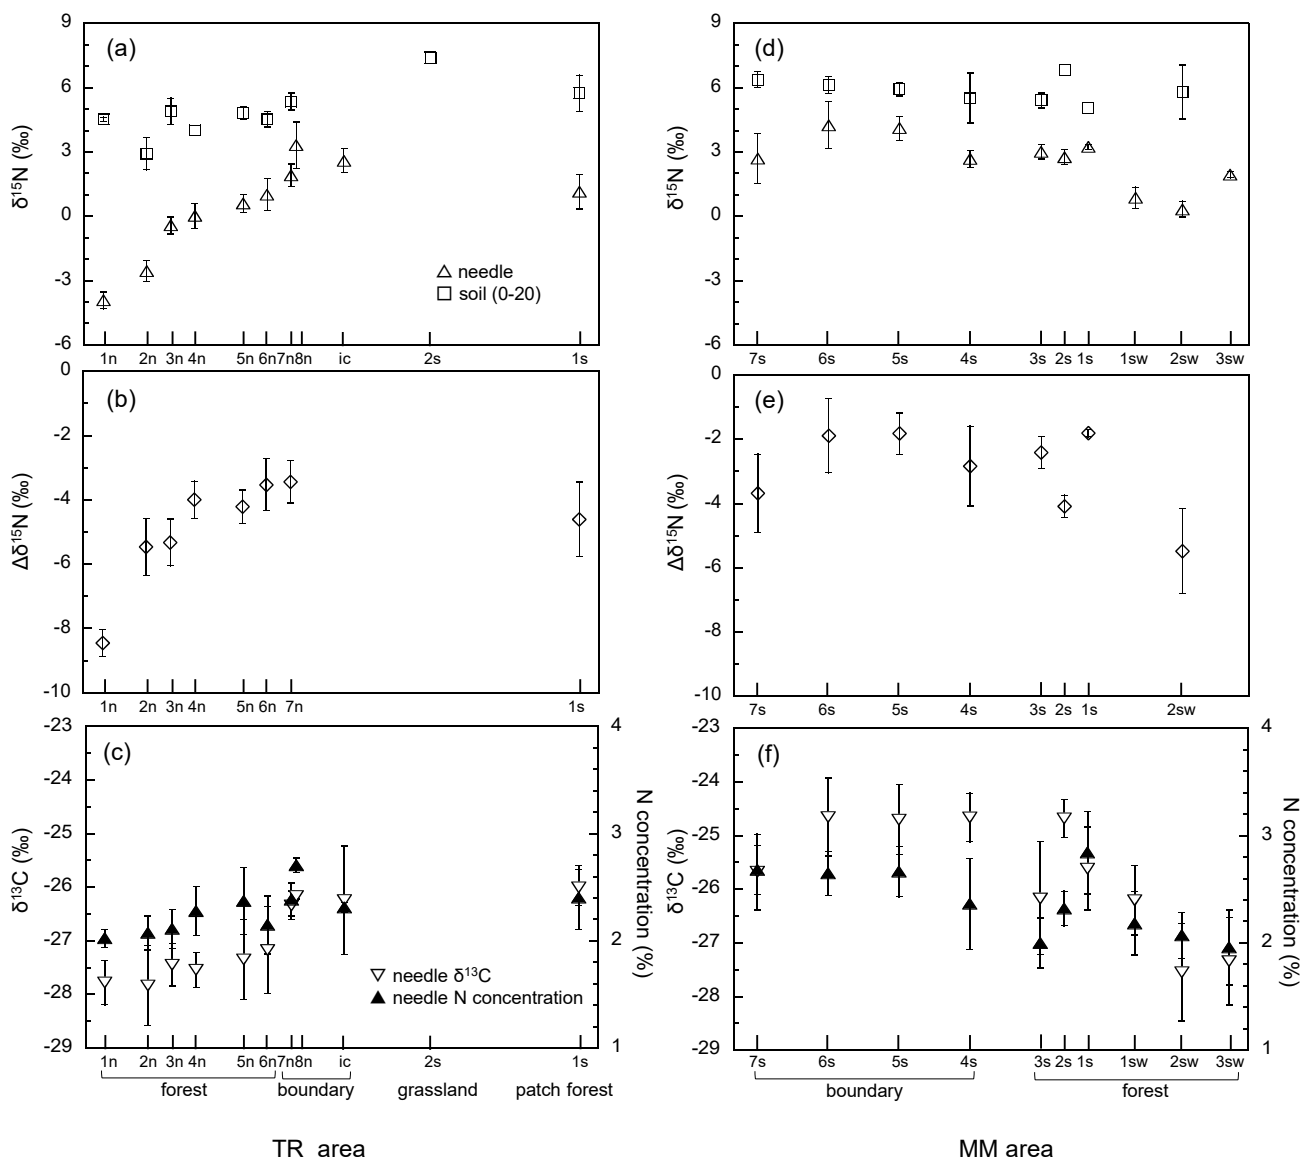 (a)
9
6
3
0
-3
-6
δ¹⁵N (‰)
△ needle
□ soil (0-20)
1n 2n 3n 4n 5n 6n 7n8n ic 2s 1s
(b)
0
-2
-4
-6
-8
-10
Δδ¹⁵N (‰)
1n 2n 3n 4n 5n 6n 7n 1s
(c)
-23
-24
-25
-26
-27
-28
-29
δ¹³C (‰)
4
3
2
1
N concentration (%)
▽ needle δ¹³C
▲ needle N concentration
1n 2n 3n 4n 5n 6n 7n8n ic 2s 1s
forest boundary grassland patch forest
TR area
(d)
9
6
3
0
-3
-6
δ¹⁵N (‰)
7s 6s 5s 4s 3s 2s 1s 1sw 2sw 3sw
(e)
0
-2
-4
-6
-8
-10
Δδ¹⁵N (‰)
7s 6s 5s 4s 3s 2s 1s 2sw
(f)
-23
-24
-25
-26
-27
-28
-29
δ¹³C (‰)
4
3
2
1
N concentration (%)
7s 6s 5s 4s 3s 2s 1s 1sw 2sw 3sw
boundary forest
MM area